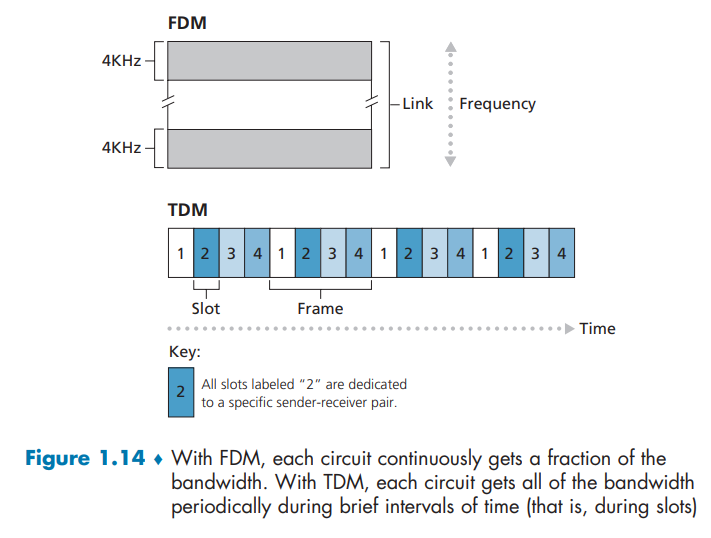 FDM
4KHz
Link
Frequency
4KHz
TDM
1 2 3 4 1 2 3 4 1 2 3 4 1 2 3 4
Slot
Frame
Time
Key:
2
All slots labeled “2” are dedicated
to a specific sender-receiver pair.
Figure 1.14 ♦ With FDM, each circuit continuously gets a fraction of the
bandwidth. With TDM, each circuit gets all of the bandwidth
periodically during brief intervals of time (that is, during slots)